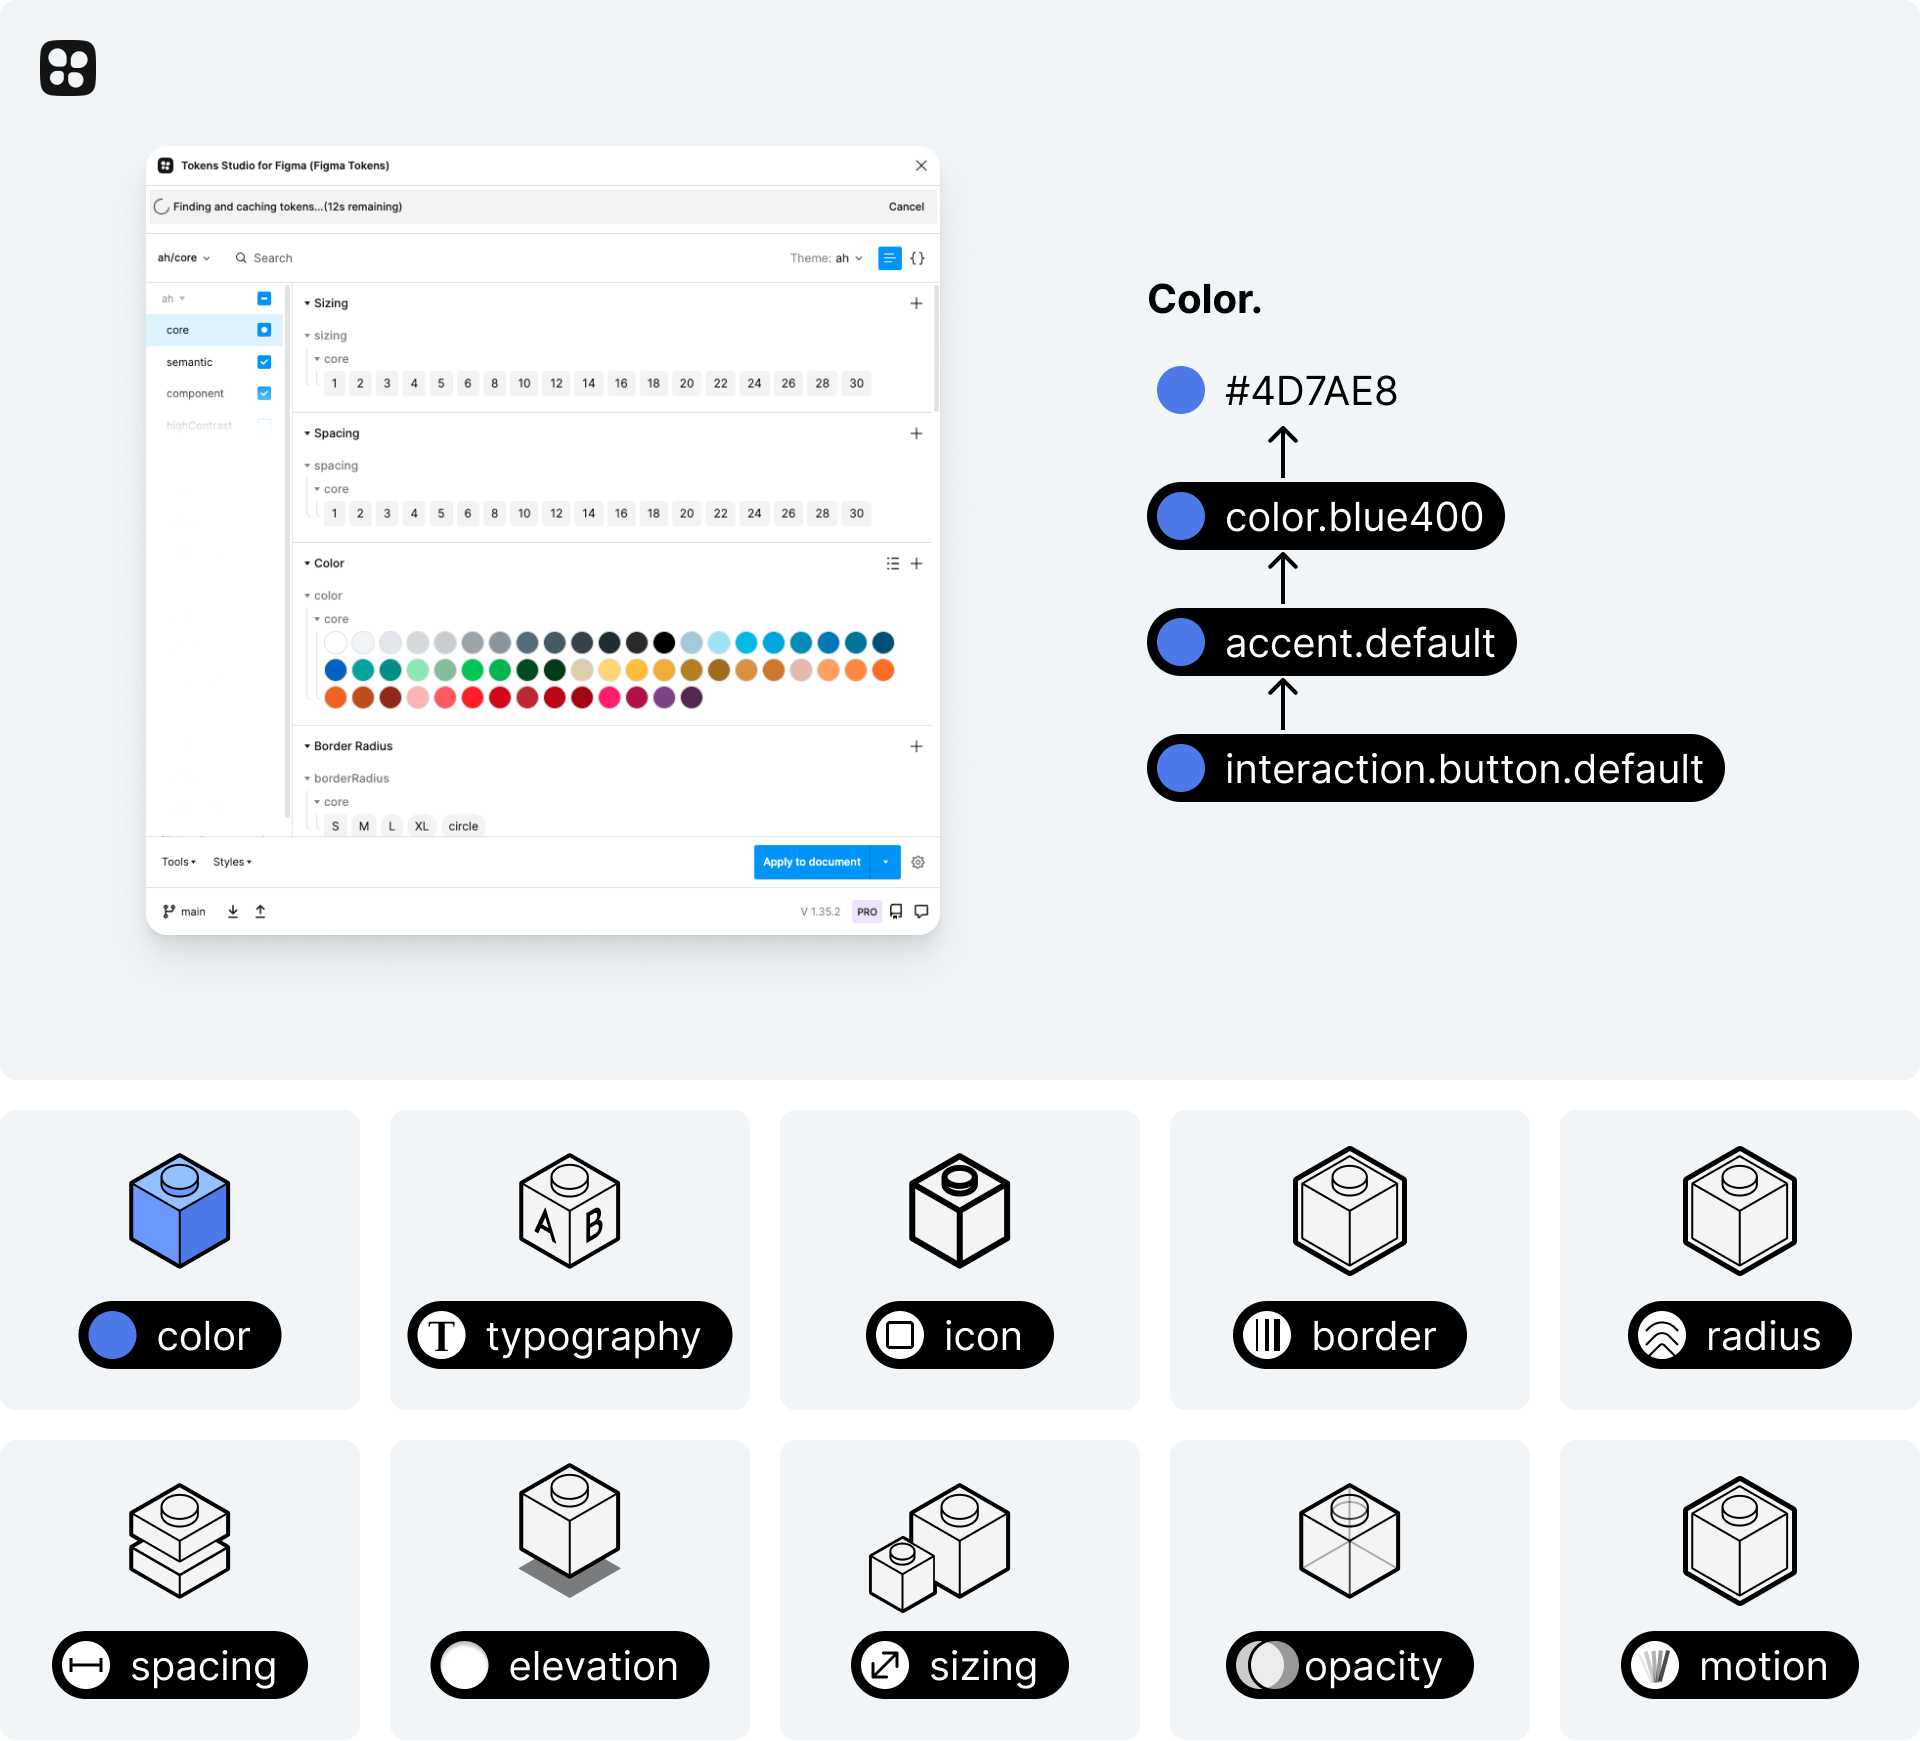 Tokens Studio for Figma (Figma Tokens)
Finding and caching tokens...(12s remaining)
Cancel
ah/core
Search
Theme: ah
{}
ah
core
semantic
component
highContrast
Sizing
sizing
core
1 2 3 4 5 6 8 10 12 14 16 18 20 22 24 26 28 30
Spacing
spacing
core
1 2 3 4 5 6 8 10 12 14 16 18 20 22 24 26 28 30
Color
color
core
Border Radius
borderRadius
core
S M L XL circle
Tools Styles
Apply to document
main
V 1.35.2
PRO
Color.
#4D7AE8
color.blue400
accent.default
interaction.button.default
A B
color
T typography
icon
border
radius
spacing
elevation
sizing
opacity
motion